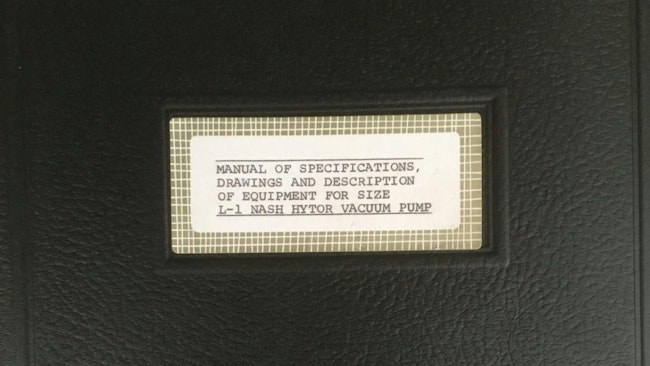 MANUAL OF SPECIFICATIONS,
DRAWINGS AND DESCRIPTION
OF EQUIPMENT FOR SIZE
L-1 NASH HYTOR VACUUM PUMP